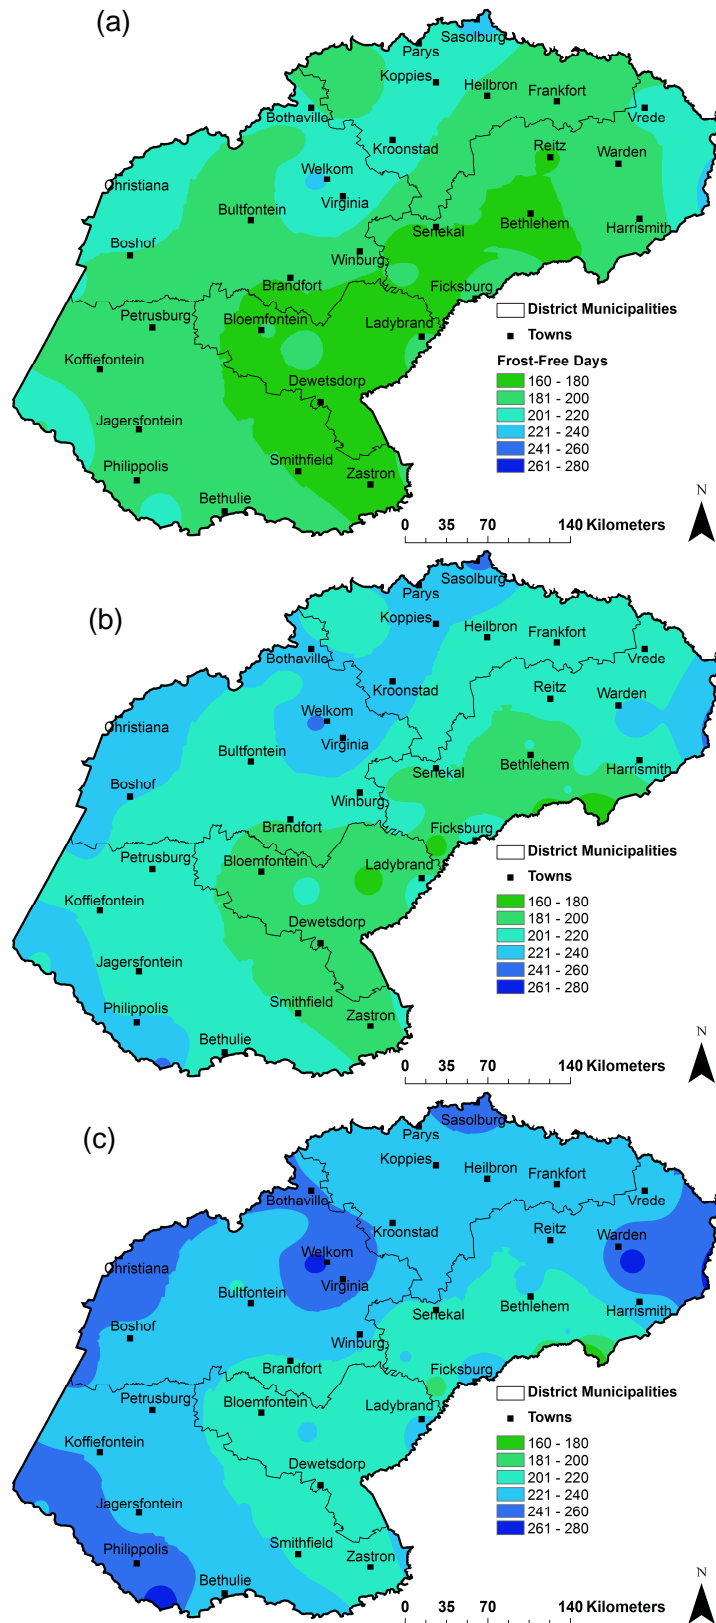 (a)
Sasolburg
Parys
Koppies
Heilbron
Frankfort
Bothaville
Vrede
Kroonstad
Reitz
Warden
Welkom
Christiana
Virginia
Bultfontein
Bethlehem
Senekal
Harrismith
Boshof
Winburg
Brandfort
Ficksburg
Petrusburg
Bloemfontein
Ladybrand
Koffiefontein
Dewetsdorp
Jagersfontein
Smithfield
Philippolis
Zastron
Bethulie
District Municipalities
Towns
Frost-Free Days
160 - 180
181 - 200
201 - 220
221 - 240
241 - 260
261 - 280
N
0 35 70 140 Kilometers
(b)
Sasolburg
Parys
Koppies
Heilbron
Frankfort
Bothaville
Vrede
Kroonstad
Reitz
Warden
Welkom
Christiana
Virginia
Bultfontein
Bethlehem
Senekal
Harrismith
Boshof
Winburg
Brandfort
Ficksburg
Petrusburg
Bloemfontein
Ladybrand
Koffiefontein
Dewetsdorp
Jagersfontein
Smithfield
Philippolis
Zastron
Bethulie
District Municipalities
Towns
160 - 180
181 - 200
201 - 220
221 - 240
241 - 260
261 - 280
N
0 35 70 140 Kilometers
(c)
Sasolburg
Parys
Koppies
Heilbron
Frankfort
Bothaville
Vrede
Kroonstad
Reitz
Warden
Welkom
Christiana
Virginia
Bultfontein
Bethlehem
Senekal
Harrismith
Boshof
Winburg
Brandfort
Ficksburg
Petrusburg
Bloemfontein
Ladybrand
Koffiefontein
Dewetsdorp
Jagersfontein
Smithfield
Philippolis
Zastron
Bethulie
District Municipalities
Towns
160 - 180
181 - 200
201 - 220
221 - 240
241 - 260
261 - 280
N
0 35 70 140 Kilometers